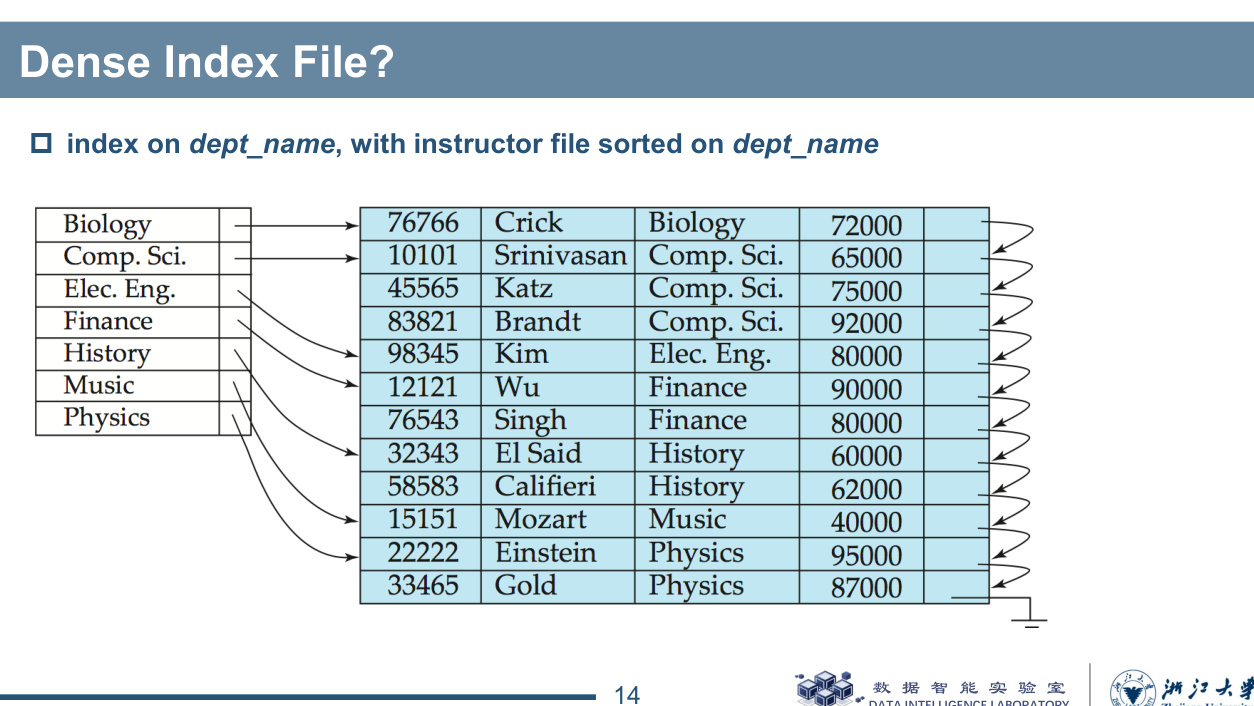 Dense Index File?
index on dept_name, with instructor file sorted on dept_name
Biology
Comp. Sci.
Elec. Eng.
Finance
History
Music
Physics
76766 Crick Biology 72000
10101 Srinivasan Comp. Sci. 65000
45565 Katz Comp. Sci. 75000
83821 Brandt Comp. Sci. 92000
98345 Kim Elec. Eng. 80000
12121 Wu Finance 90000
76543 Singh Finance 80000
32343 El Said History 60000
58583 Califieri History 62000
15151 Mozart Music 40000
22222 Einstein Physics 95000
33465 Gold Physics 87000
14
数据智能实验室
DATA INTELLIGENCE LABORATORY
浙江大学